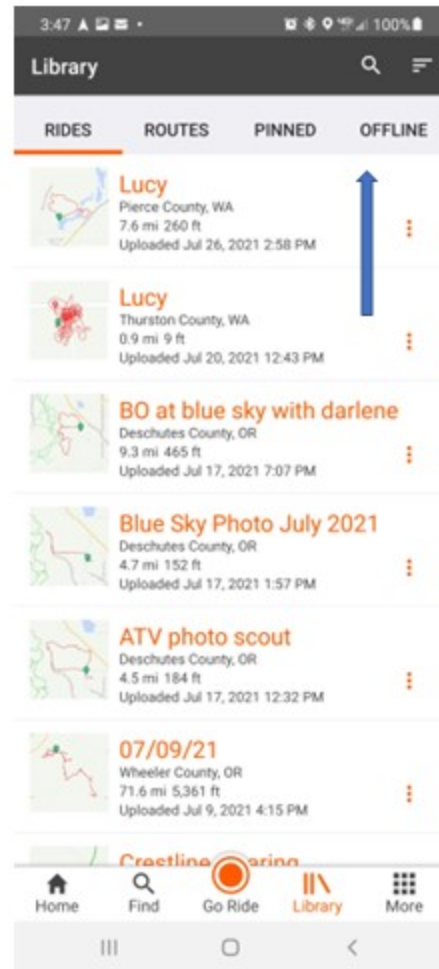 3:47 100%
Library
RIDES ROUTES PINNED OFFLINE
Lucy
Pierce County, WA
7.6 mi 260 ft
Uploaded Jul 26, 2021 2:58 PM
Lucy
Thurston County, WA
0.9 mi 9 ft
Uploaded Jul 20, 2021 12:43 PM
BO at blue sky with darlene
Deschutes County, OR
9.3 mi 465 ft
Uploaded Jul 17, 2021 7:07 PM
Blue Sky Photo July 2021
Deschutes County, OR
4.7 mi 152 ft
Uploaded Jul 17, 2021 1:57 PM
ATV photo scout
Deschutes County, OR
4.5 mi 184 ft
Uploaded Jul 17, 2021 12:32 PM
07/09/21
Wheeler County, OR
71.6 mi 5,361 ft
Uploaded Jul 9, 2021 4:15 PM
Crestline
Home Find Go Ride Library More